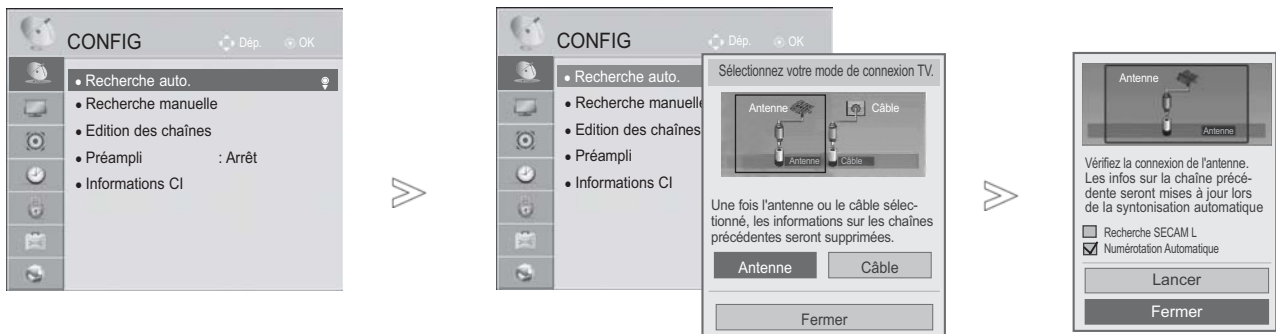 CONFIG
Dép. OK
Recherche auto.
Recherche manuelle
Edition des chaînes
Préampli : Arrêt
Informations CI
CONFIG
Dép. OK
Recherche auto.
Recherche manuelle
Edition des chaînes
Préampli
Informations CI
Sélectionnez votre mode de connexion TV.
Antenne Câble
Antenne Câble
Une fois l'antenne ou le câble sélec-
tionné, les informations sur les chaînes
précédentes seront supprimées.
Antenne Câble
Fermer
Antenne
Antenne
Vérifiez la connexion de l'antenne.
Les infos sur la chaîne précé-
dente seront mises à jour lors
de la syntonisation automatique
Recherche SECAM L
Numérotation Automatique
Lancer
Fermer